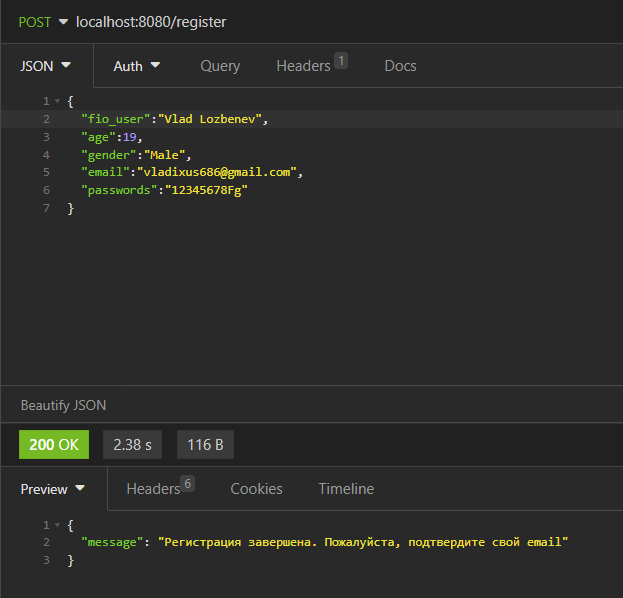 POST localhost:8080/register
JSON Auth Query Headers 1 Docs
1 {
2 "fio_user":"Vlad Lozbenev",
3 "age":19,
4 "gender":"Male",
5 "email":"vladixus686@gmail.com",
6 "passwords":"12345678Fg"
7 }
Beautify JSON
200 OK 2.38 s 116 B
Preview Headers 6 Cookies Timeline
1 {
2 "message": "Регистрация завершена. Пожалуйста, подтвердите свой email"
3 }